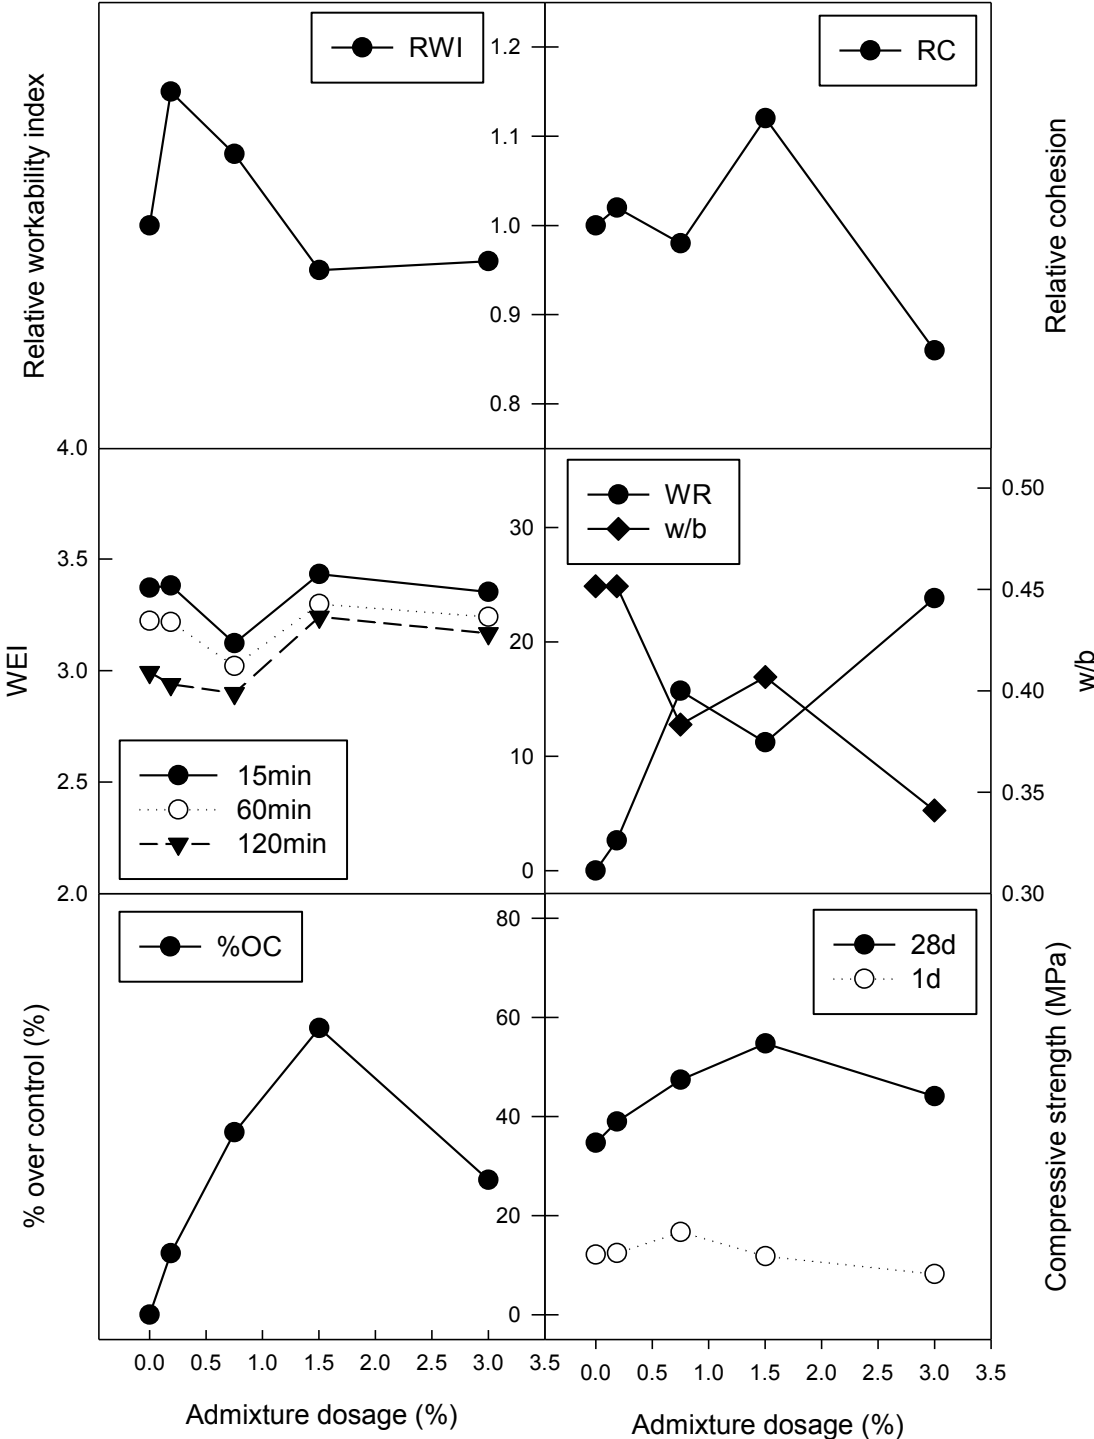 RWI
RC
Relative workability index
1.2
1.1
1.0
0.9
0.8
Relative cohesion
4.0
3.5
3.0
2.5
2.0
WEI
15min
60min
120min
WR
w/b
30
20
10
0
0.50
0.45
0.40
0.35
0.30
w/b
%OC
% over control (%)
80
60
40
20
0
28d
1d
Compressive strength (MPa)
0.0 0.5 1.0 1.5 2.0 2.5 3.0 3.5
0.0 0.5 1.0 1.5 2.0 2.5 3.0 3.5
Admixture dosage (%)
Admixture dosage (%)